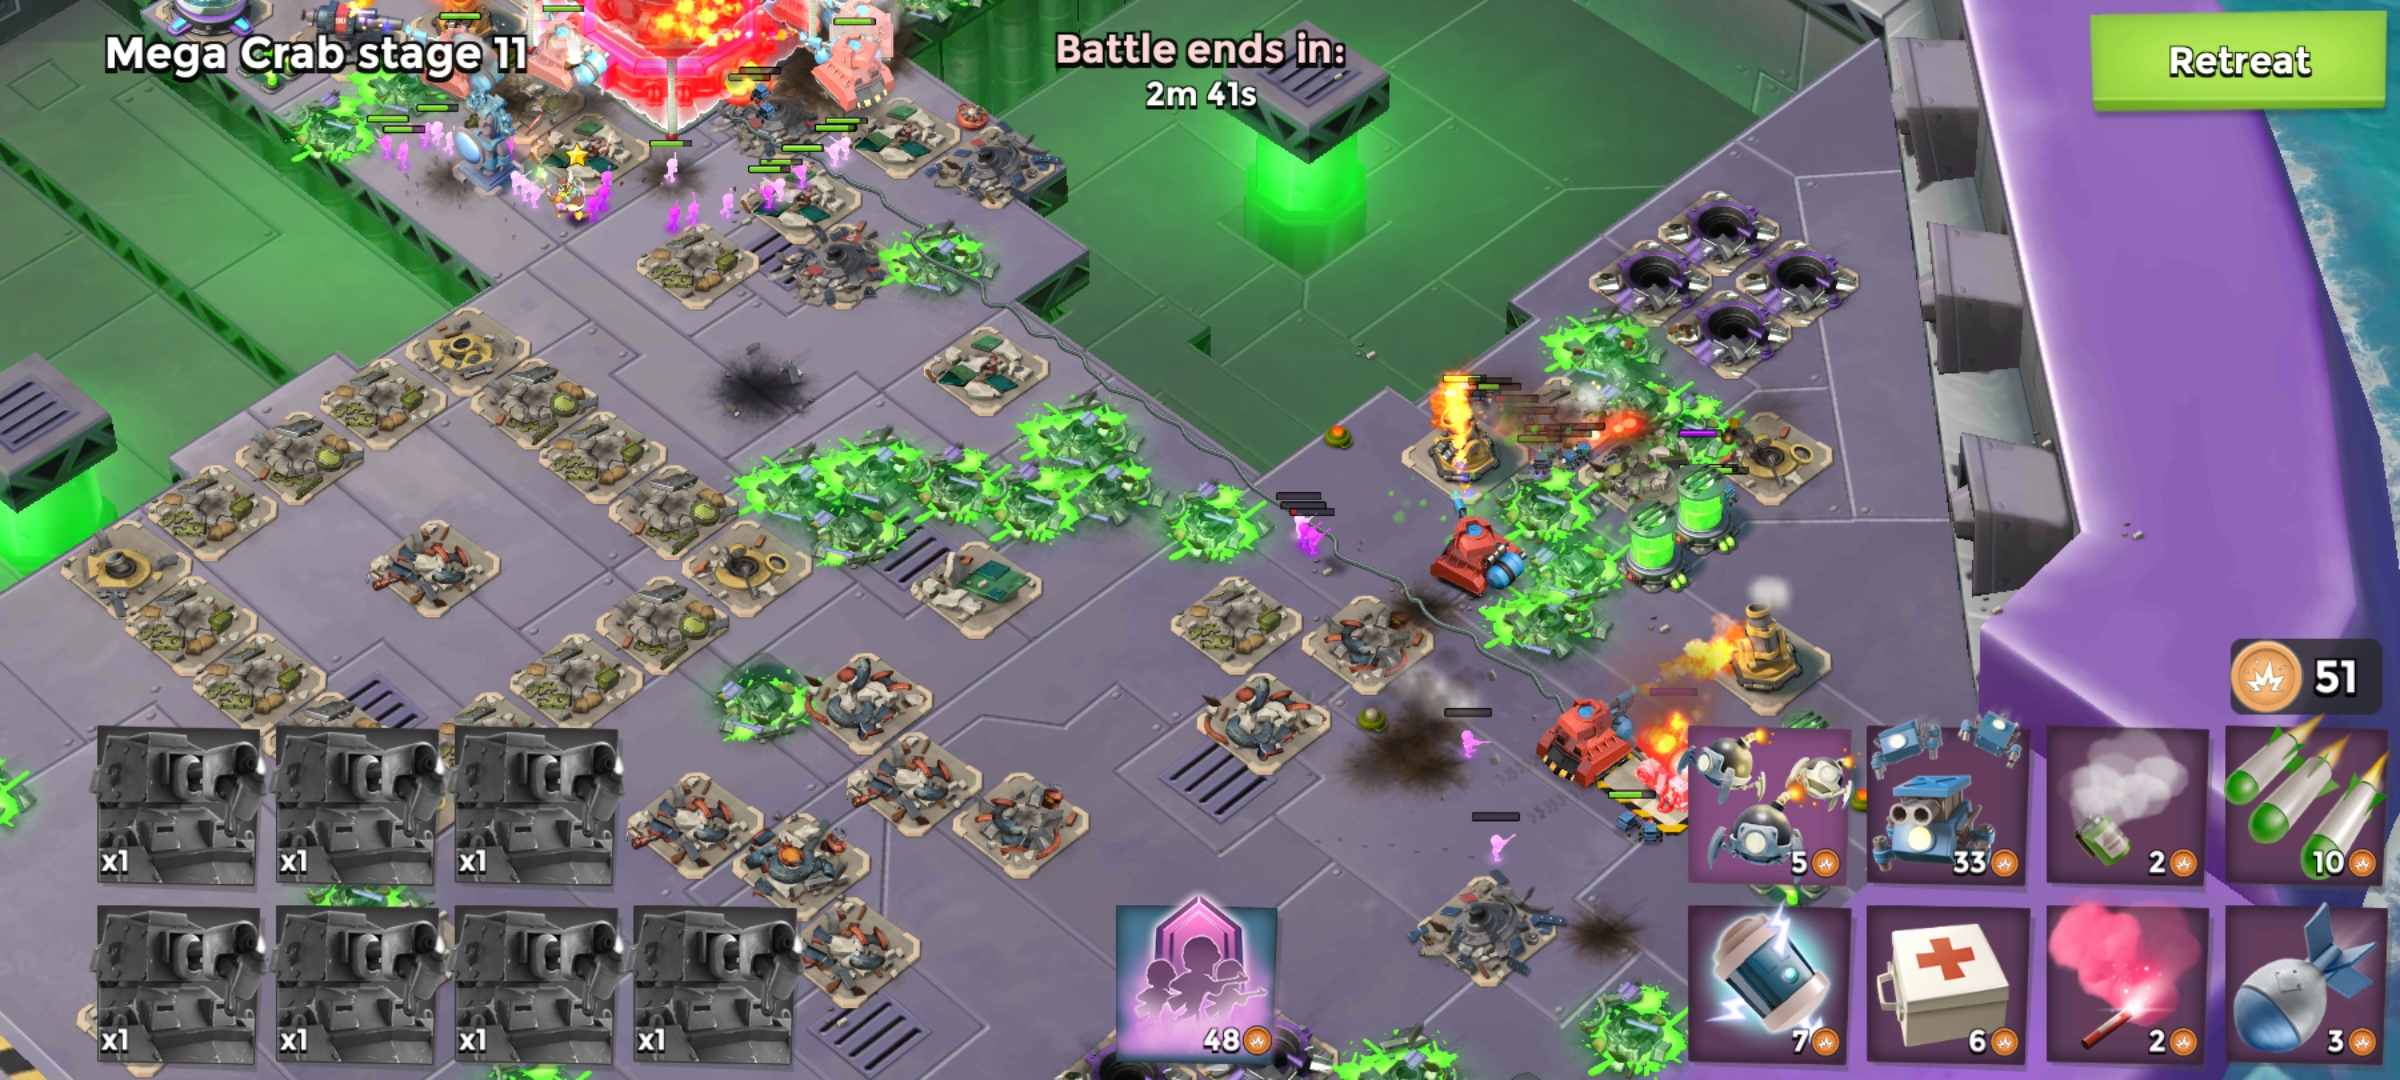 Mega Crab stage 11
Battle ends in:
2m 41s
Retreat
51
x1
x1
x1
5
33
2
10
x1
x1
x1
x1
48
7
6
2
3